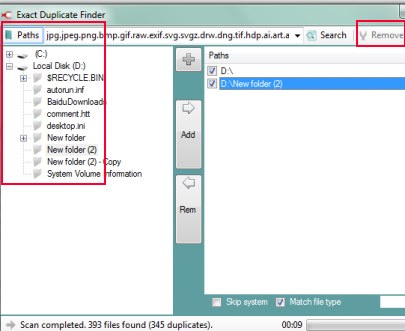 Exact Duplicate Finder
Paths jpg.jpeg.png.bmp.gif.raw.exif.svg.svgz.drw.dng.tif.hdp.ai.art.a Search Remove
(C:)
Local Disk (D:)
$RECYCLE.BIN
autorun.inf
BaiduDownloads
comment.htt
desktop.ini
New folder
New folder (2)
New folder (2) - Copy
System Volume Information
Add
Rem
Paths
D:\
D:\New folder (2)
Skip system Match file type
Scan completed. 393 files found (345 duplicates). 00:09